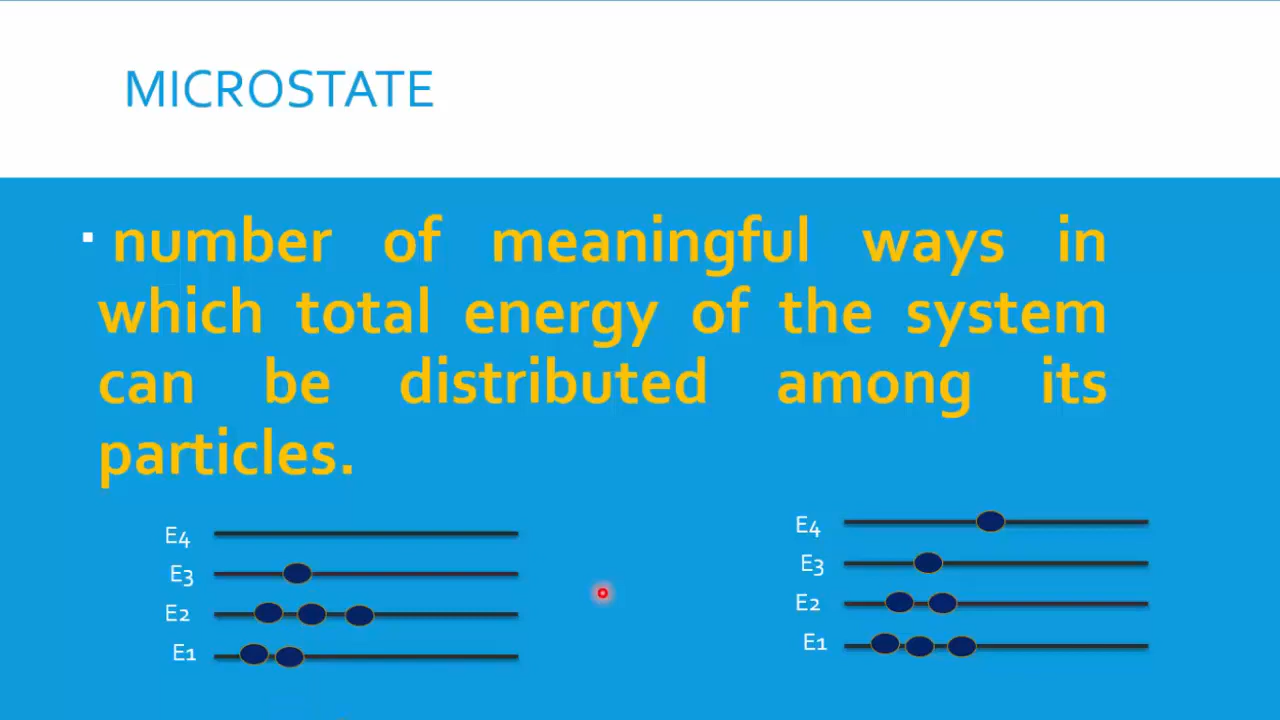 MICROSTATE
▪ number of meaningful ways in
which total energy of the system
can be distributed among its
particles.
E4
E3
E2
E1
E4
E3
E2
E1